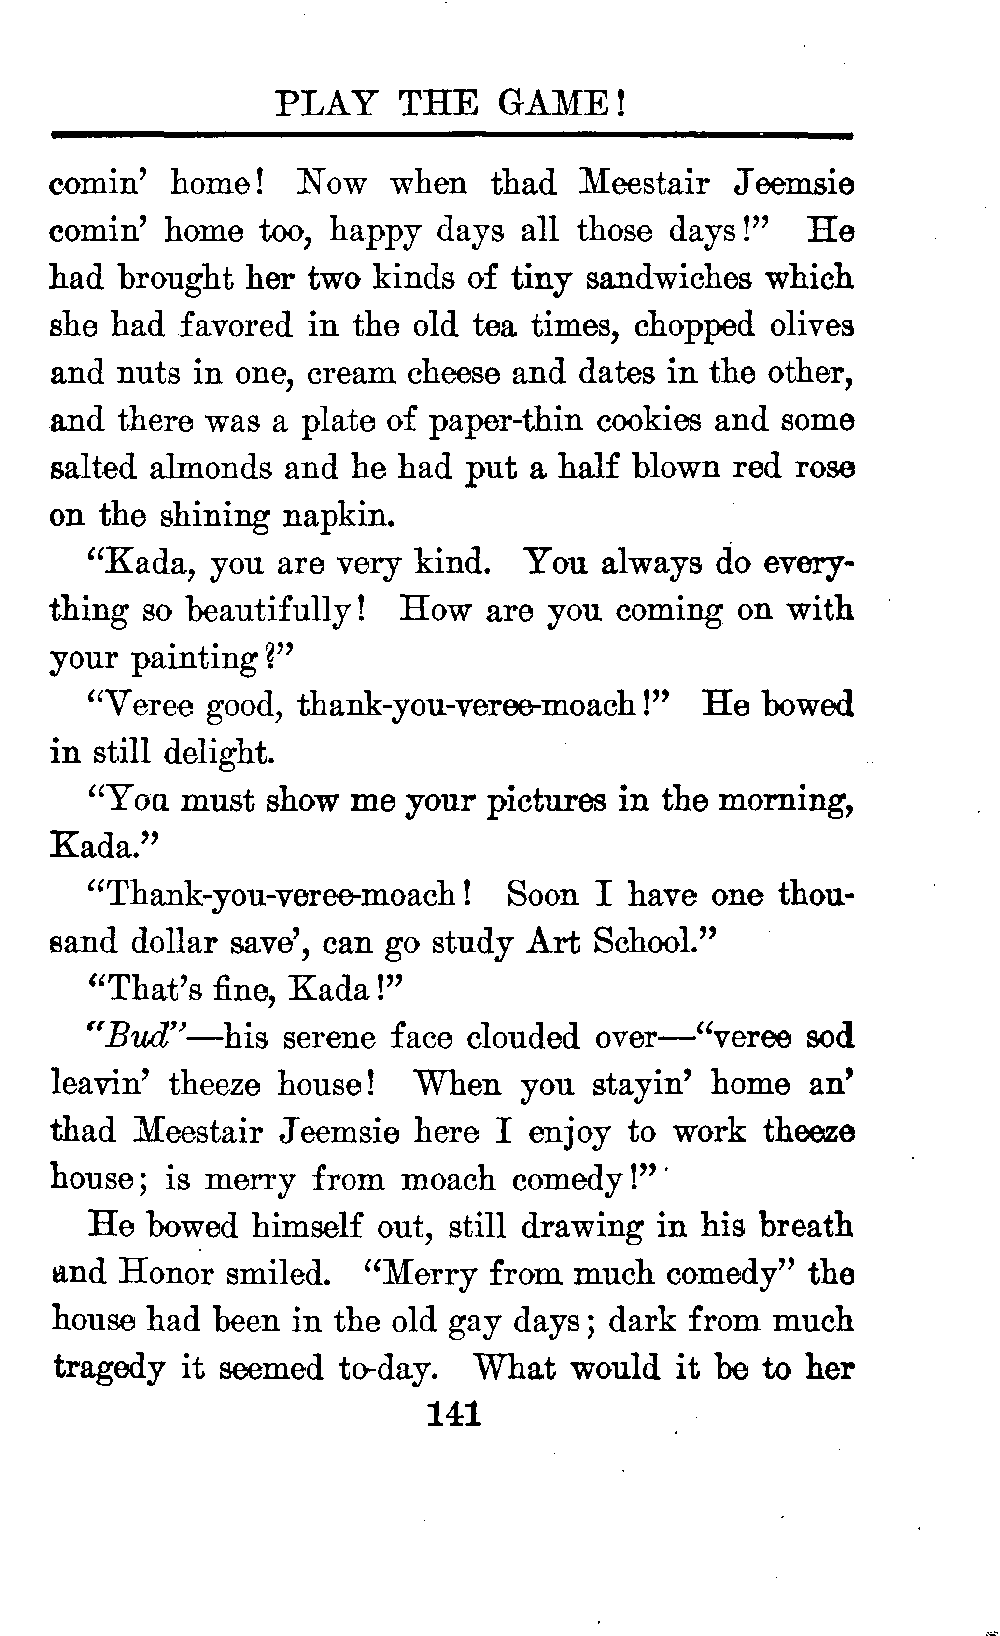 PLAY THE GAME!
comin' home! Now when thad Meestair Jeemsie
comin' home too, happy days all those days!” He
had brought her two kinds of tiny sandwiches which
she had favored in the old tea times, chopped olives
and nuts in one, cream cheese and dates in the other,
and there was a plate of paper-thin cookies and some
salted almonds and he had put a half blown red rose
on the shining napkin.
“Kada, you are very kind. You always do every-
thing so beautifully! How are you coming on with
your painting?”
“Veree good, thank-you-veree-moach!” He bowed
in still delight.
“You must show me your pictures in the morning,
Kada.”
“Thank-you-veree-moach! Soon I have one thou-
sand dollar save', can go study Art School.”
“That's fine, Kada!”
“Bud”—his serene face clouded over—“veree sod
leavin' theeze house! When you stayin' home an'
thad Meestair Jeemsie here I enjoy to work theeze
house; is merry from moach comedy!”
He bowed himself out, still drawing in his breath
and Honor smiled. “Merry from much comedy” the
house had been in the old gay days; dark from much
tragedy it seemed to-day. What would it be to her
141